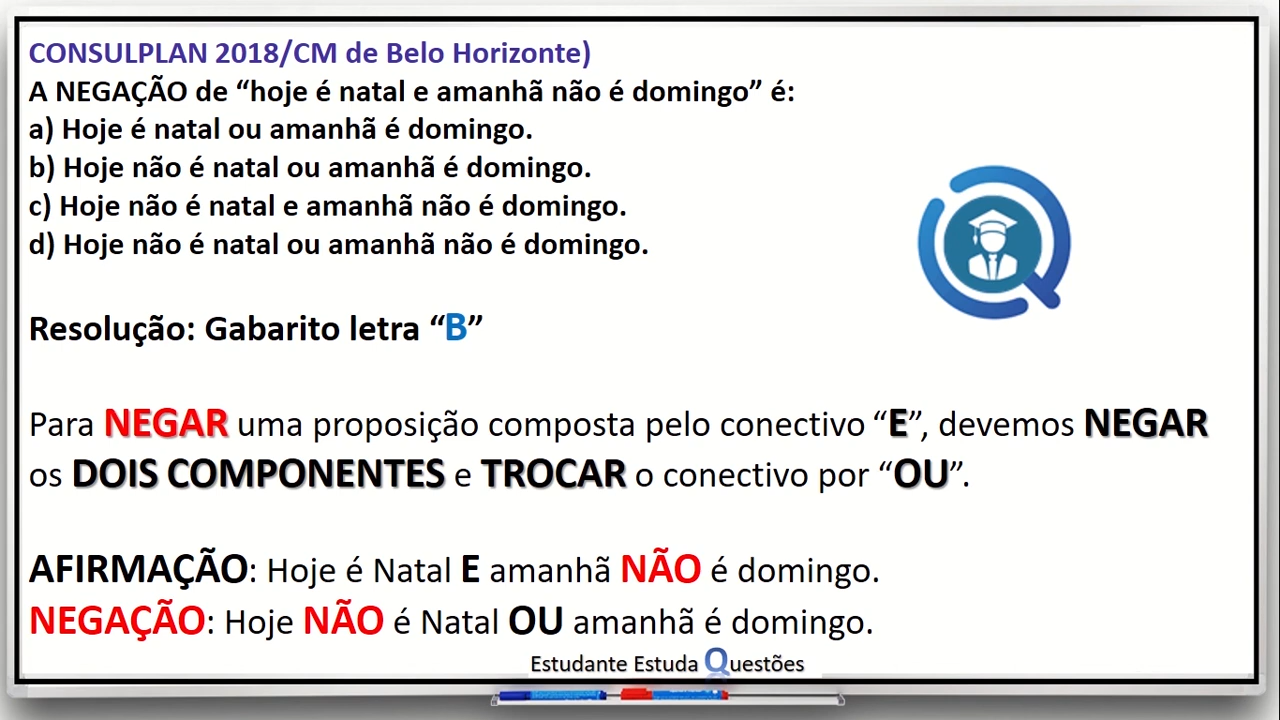 CONSULPLAN 2018/CM de Belo Horizonte)
A NEGAÇÃO de “hoje é natal e amanhã não é domingo” é:
a) Hoje é natal ou amanhã é domingo.
b) Hoje não é natal ou amanhã é domingo.
c) Hoje não é natal e amanhã não é domingo.
d) Hoje não é natal ou amanhã não é domingo.
Resolução: Gabarito letra “B”
Para NEGAR uma proposição composta pelo conectivo “E”, devemos NEGAR
os DOIS COMPONENTES e TROCAR o conectivo por “OU”.
AFIRMAÇÃO: Hoje é Natal E amanhã NÃO é domingo.
NEGAÇÃO: Hoje NÃO é Natal OU amanhã é domingo.
Estudante Estuda Questões